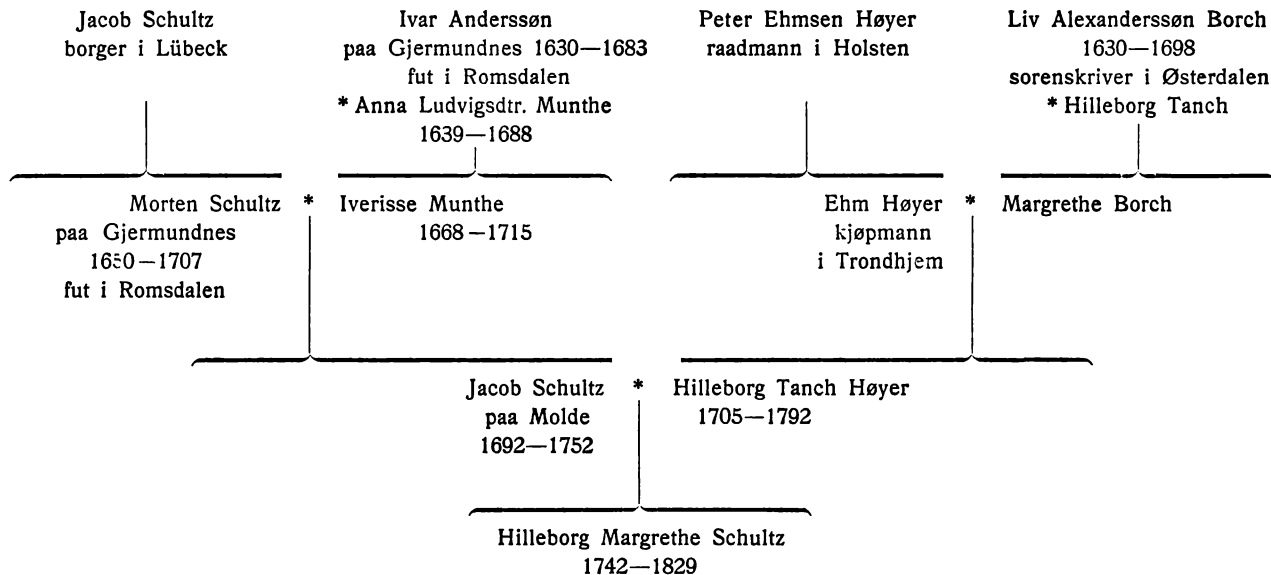 Jacob Schultz
borger i Lübeck
Ivar Anderssøn
paa Gjermundnes 1630—1683
fut i Romsdalen
* Anna Ludvigsdtr. Munthe
1639—1688
Peter Ehmsen Høyer
raadmann i Holsten
Liv Alexanderssøn Borch
1630—1698
sorenskriver i Østerdalen
* Hilleborg Tanch
Morten Schultz * Iverisse Munthe
paa Gjermundnes 1668—1715
1650—1707
fut i Romsdalen
Ehm Høyer * Margrethe Borch
kjøpmann
i Trondhjem
Jacob Schultz * Hilleborg Tanch Høyer
paa Molde 1705—1792
1692—1752
Hilleborg Margrethe Schultz
1742—1829